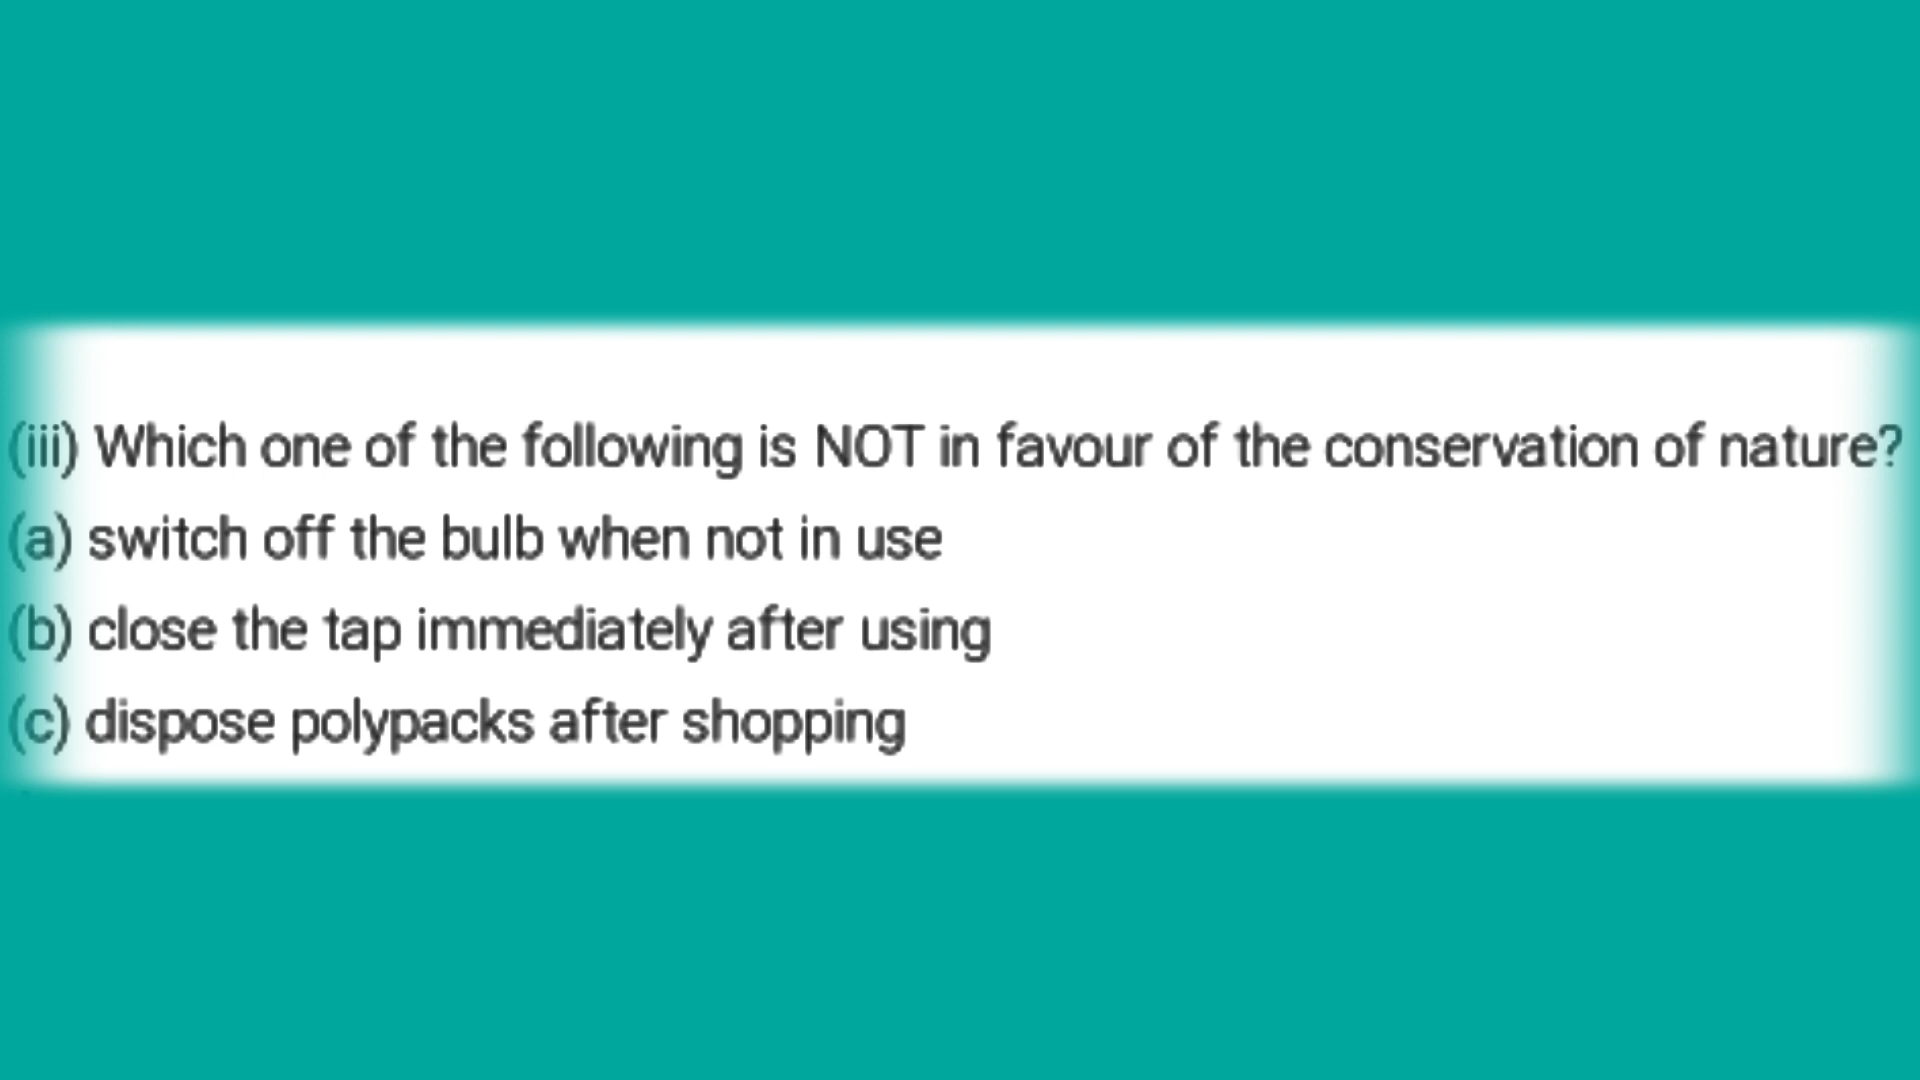 (iii) Which one of the following is NOT in favour of the conservation of nature?
(a) switch off the bulb when not in use
(b) close the tap immediately after using
(c) dispose polypacks after shopping